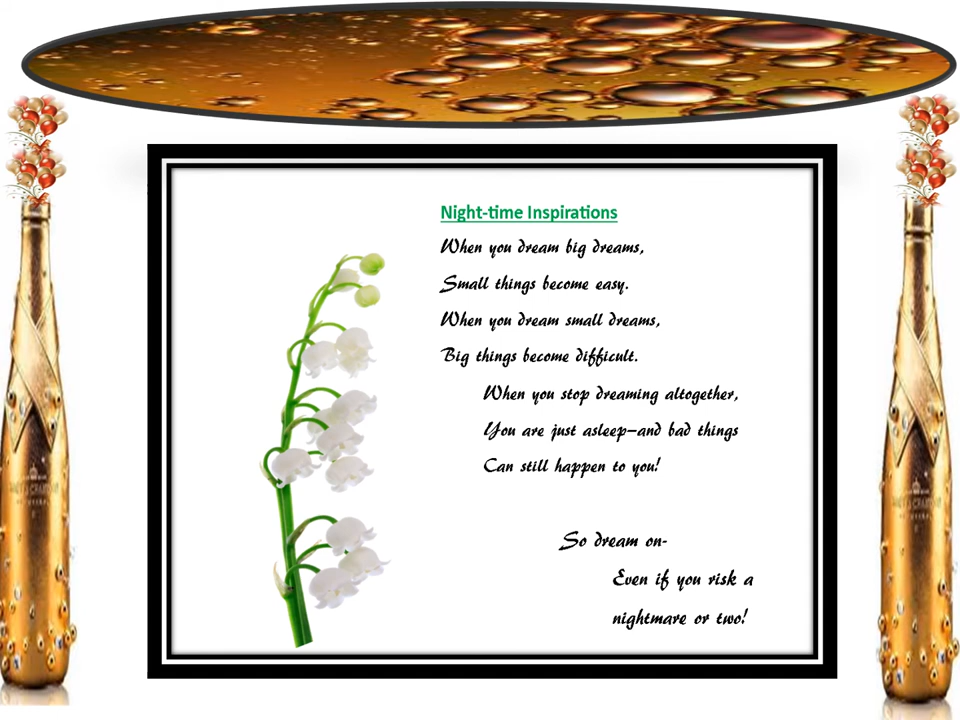 Night-time Inspirations
When you dream big dreams,
Small things become easy.
When you dream small dreams,
Big things become difficult.
When you stop dreaming altogether,
You are just asleep—and bad things
Can still happen to you!
So dream on-
Even if you risk a
nightmare or two!